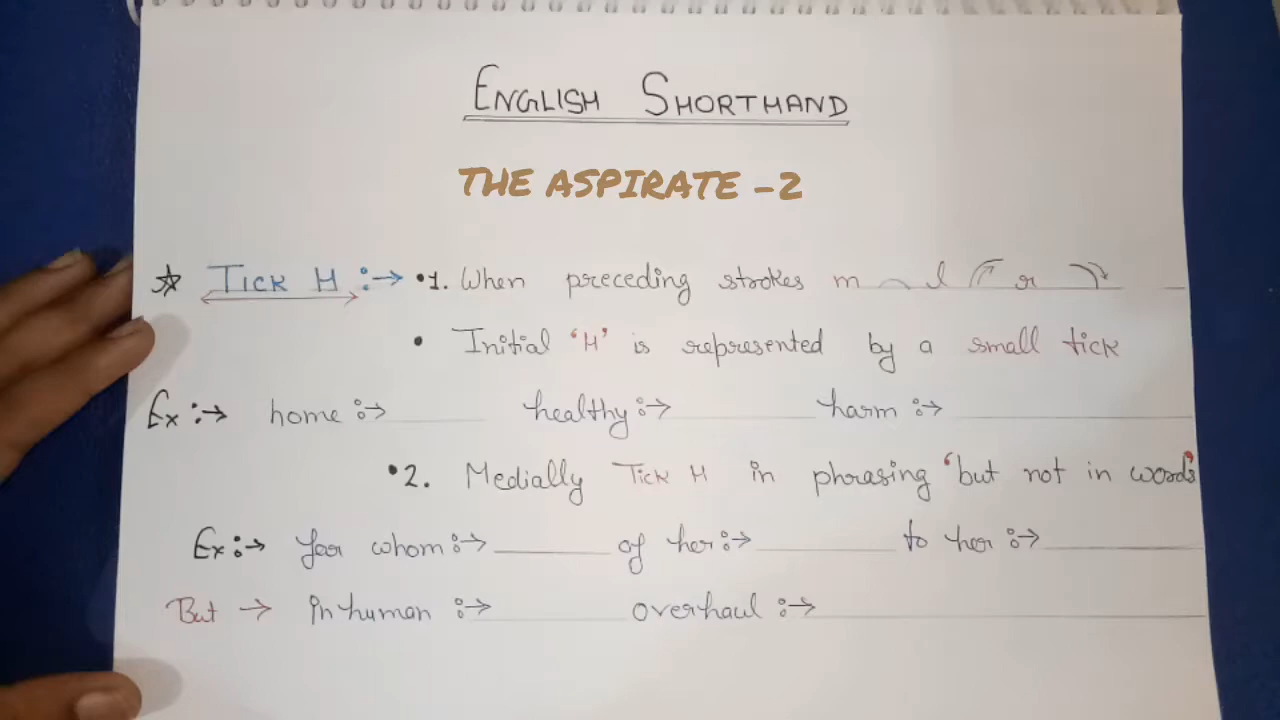 ENGLISH SHORTHAND
THE ASPIRATE -2
☆ TICK H :→ •1. When preceding strokes m l r
• Initial 'H' is represented by a small tick
Ex :→ home :→ healthy :→ harm :→
•2. Medially TICK H in phrasing 'but not in words'
Ex :→ for whom :→ of her :→ to her :→
But → inhuman :→ overhaul :→